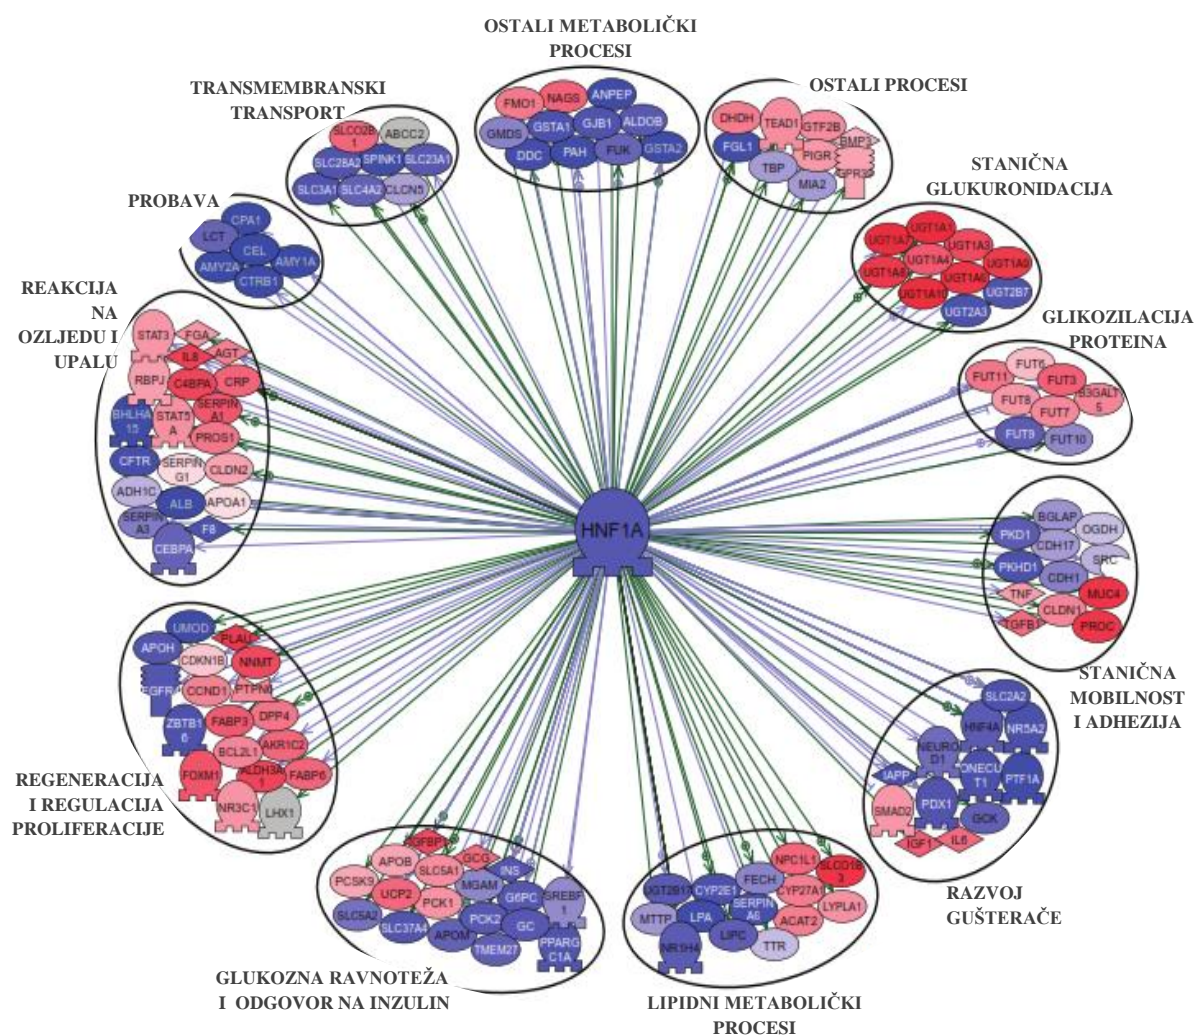 OSTALI METABOLIČKI
PROCESI
TRANSMEMBRANSKI
TRANSPORT
OSTALI PROCESI
STANIČNA
GLUKURONIDACIJA
PROBAVA
GLIKOZILACIJA
PROTEINA
REAKCIJA
NA
OZLJEDU I
UPALU
STANIČNA
MOBILNOST
I ADHEZIJA
REGENERACIJA
I REGULACIJA
PROLIFERACIJE
RAZVOJ
GUŠTERAČE
GLUKOZNA RAVNOTEŽA
I ODGOVOR NA INZULIN
LIPIDNI METABOLIČKI
PROCESI
HNF1A
FMO1
NAGS
ANPEP
GMDS
GSTA1
GJB1
ALDOB
DDC
PAH
FUK
GSTA2
SLCO2B
1
ABCC2
SLC28A2
SPINK1
SLC23A1
SLC3A1
SLC4A2
CLCN5
DHDH
TEAD1
GTF2B
BMP3
FGL1
PIGR
TBP
MIA2
UGT1A7
UGT1A1
UGT1A3
UGT1A4
UGT1A10
UGT2B7
UGT2A3
CPA1
LCT
CEL
AMY1A
AMY2A
CTRB1
FUT11
FUT6
FUT3
B3GALT
5
FUT8
FUT7
FUT9
FUT10
STAT3
FGA
IL8
AGT
RBPJ
C4BPA
CRP
BHLHA
15
STAT5
A
SERPIN
A1
PROS1
CFTR
SERPIN
G1
CLDN2
ADH1C
ALB
APOA1
SERPIN
A3
F8
CEBPA
BGLAP
OGDH
PKD1
CDH17
SRC
PKHD1
CDH1
TNF
MUC4
CLDN1
TGFB1
PROC
UMOD
PLAU
APOH
CDKN1B
NNMT
CCND1
ZBTB1
6
FABP3
DPP4
BCL2L1
AKR1C2
FOXM1
ALDH3A
1
FABP6
NR3C1
LHX1
SLC2A2
HNF4A
NR5A2
NEURO
D1
IAPP
ONECU
T1
PTF1A
PDX1
SMAD2
GCK
IGF1
IL6
APOB
GCG
PCSK9
SLC5A1
INS
UCP2
MGAM
G6PC
SREBF
1
PCK1
SLC5A2
PCK2
GC
SLC37A4
APOM
TMEM27
PPARG
C1A
NPC1L1
SLCO1B
3
UGT2B17
CYP2E1
FECH
CYP27A1
LYPLA1
MTTP
LPA
SERPIN
A6
ACAT2
NR1H4
LIPC
TTR